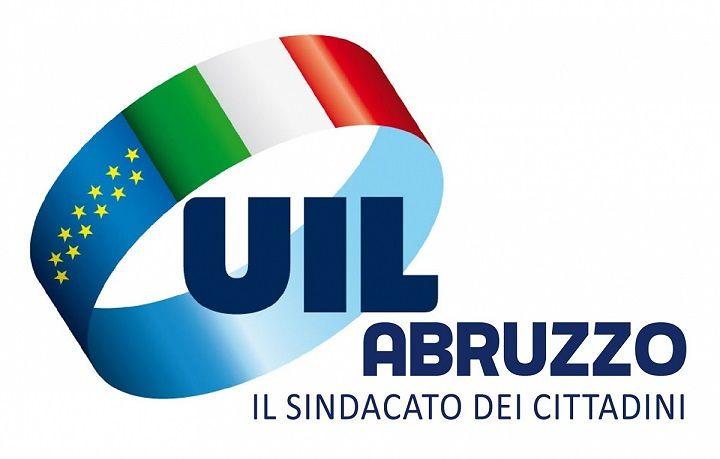 UIL
ABRUZZO
IL SINDACATO DEI CITTADINI